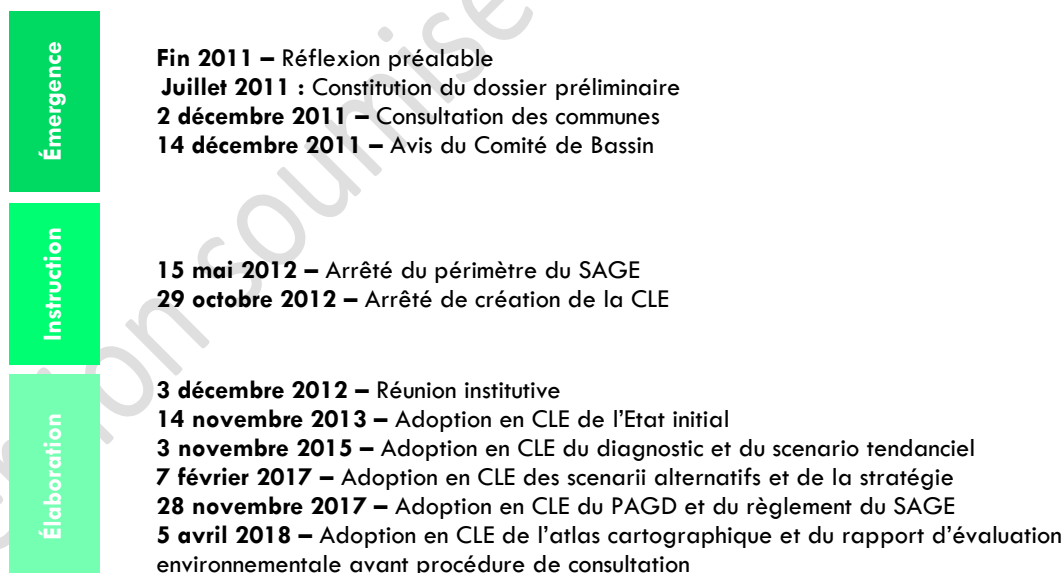 Émergence
Fin 2011 – Réflexion préalable
Juillet 2011 : Constitution du dossier préliminaire
2 décembre 2011 – Consultation des communes
14 décembre 2011 – Avis du Comité de Bassin
Instruction
15 mai 2012 – Arrêté du périmètre du SAGE
29 octobre 2012 – Arrêté de création de la CLE
Élaboration
3 décembre 2012 – Réunion institutive
14 novembre 2013 – Adoption en CLE de l'Etat initial
3 novembre 2015 – Adoption en CLE du diagnostic et du scenario tendanciel
7 février 2017 – Adoption en CLE des scenarii alternatifs et de la stratégie
28 novembre 2017 – Adoption en CLE du PAGD et du règlement du SAGE
5 avril 2018 – Adoption en CLE de l'atlas cartographique et du rapport d'évaluation
environnementale avant procédure de consultation
soumise